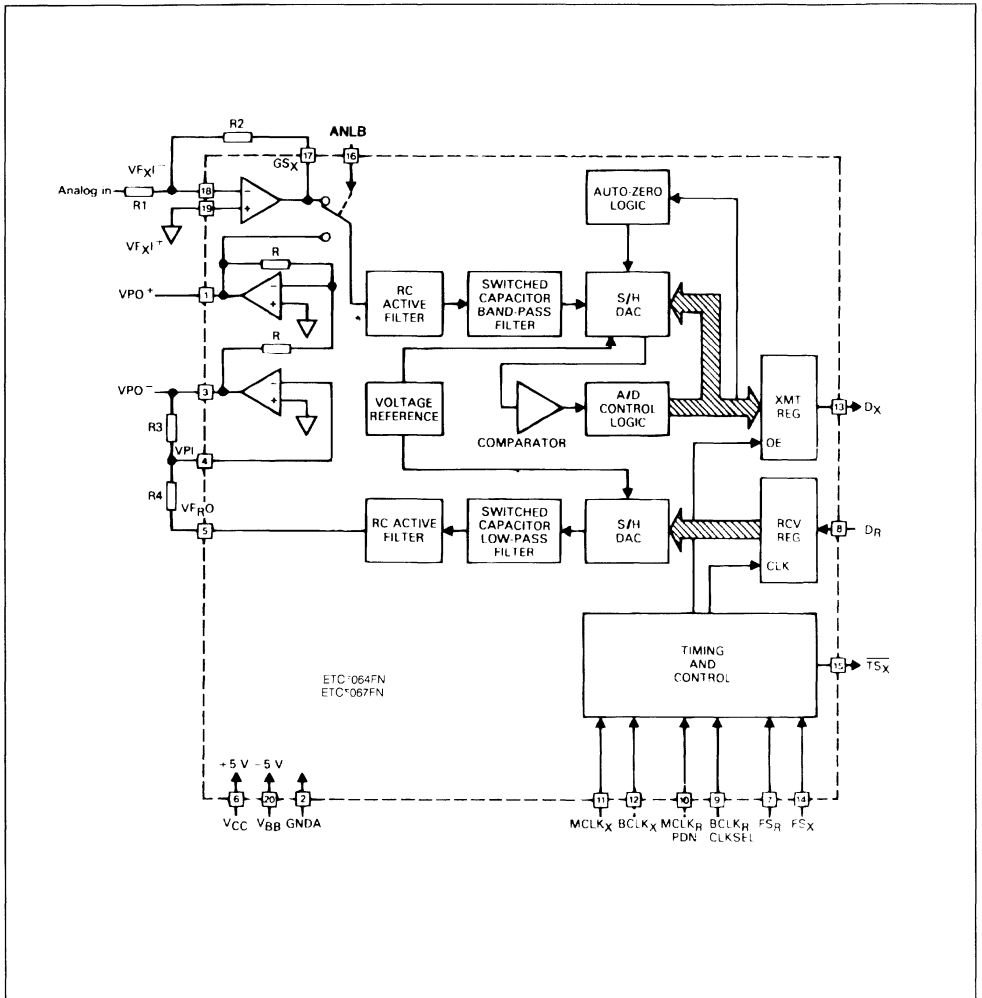 R2
ANLB
GSX
17
16
VFXI−
Analog in
R1
18
19
VFXI+
−
+
AUTO-ZERO
LOGIC
R
VPO+
1
−
+
RC
ACTIVE
FILTER
SWITCHED
CAPACITOR
BAND-PASS
FILTER
S/H
DAC
R
VPO−
3
−
+
VOLTAGE
REFERENCE
COMPARATOR
A/D
CONTROL
LOGIC
XMT
REG
OE
13
DX
R3
VPI
4
R4
VFRO
5
RC ACTIVE
FILTER
SWITCHED
CAPACITOR
LOW-PASS
FILTER
S/H
DAC
RCV
REG
CLK
8
DR
TIMING
AND
CONTROL
15
TSX
+5 V
−5 V
6
20
2
VCC
VBB
GNDA
11
12
10
9
7
14
MCLKX
BCLKX
MCLKR
PDN
BCLKR
CLKSEL
FSR
FSX